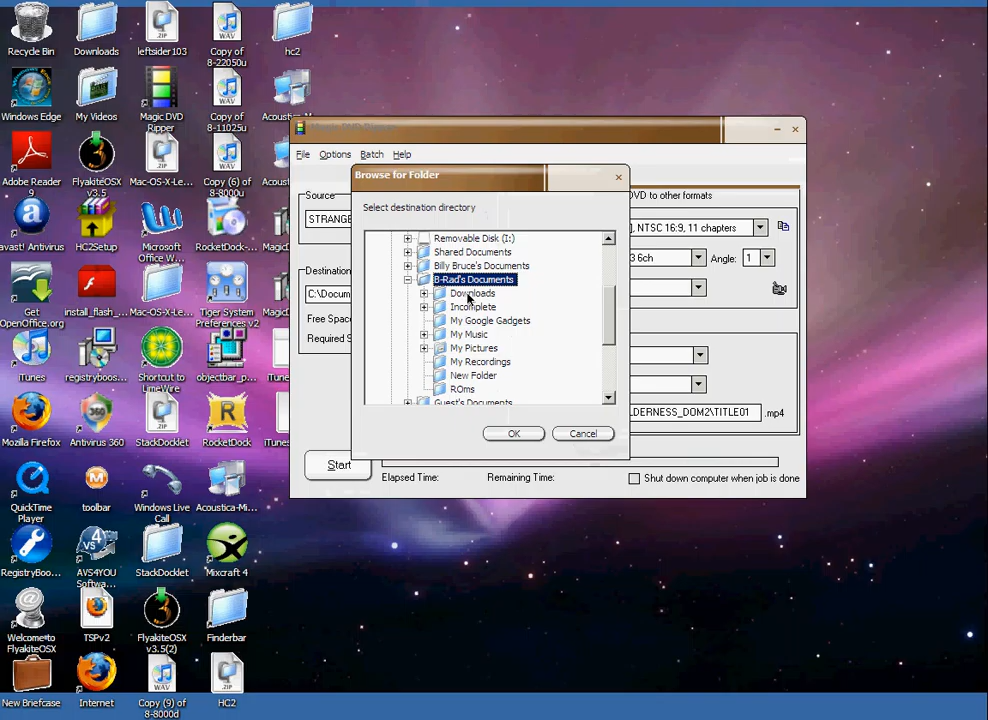 Recycle Bin
Downloads
leftsider103
Copy of
8-22050u
hc2
Windows Edge
My Videos
Magic DVD
Ripper
Copy of
8-11025u
Adobe Reader
9
FlyakiteOSX
v3.5
Mac-OS-X-Le...
Copy (6) of
8-8000u
avast! Antivirus
HC2Setup
Microsoft
Office W...
RocketDock-...
Get
OpenOffice.org
install_flash_...
Mac-OS-X-Le...
Tiger System
Preferences v2
iTunes
registryboos...
Shortcut to
LimeWire
objectbar_p...
Mozilla Firefox
Antivirus 360
StackDocklet
RocketDock
QuickTime
Player
toolbar
Windows Live
Call
Acoustica-Mi...
RegistryBoo...
AVS4YOU
Softwa...
StackDocklet
Mixcraft 4
Welcome to
FlyakiteOSX
TSPv2
FlyakiteOSX
v3.5(2)
Finderbar
New Briefcase
Internet
Copy (9) of
8-8000d
HC2
File Options Batch Help
Source
STRANGE
DVD to other formats
], NTSC 16:9, 11 chapters
3 6ch
Angle: 1
Destination
C:\Docum
Free Space
Required S
LDERNESS_DOM2\TITLE01 .mp4
Start
Elapsed Time:
Remaining Time:
Shut down computer when job is done
Browse for Folder
Select destination directory
Removable Disk (I:)
Shared Documents
Billy Bruce's Documents
B-Rad's Documents
Downloads
Incomplete
My Google Gadgets
My Music
My Pictures
My Recordings
New Folder
ROms
Guest's Documents
OK Cancel